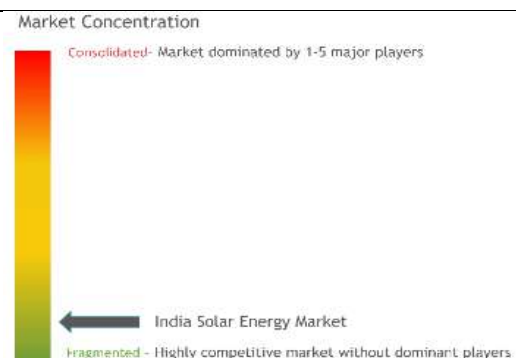 Market Concentration
Consolidated- Market dominated by 1-5 major players
India Solar Energy Market
Fragmented - Highly competitive market without dominant players